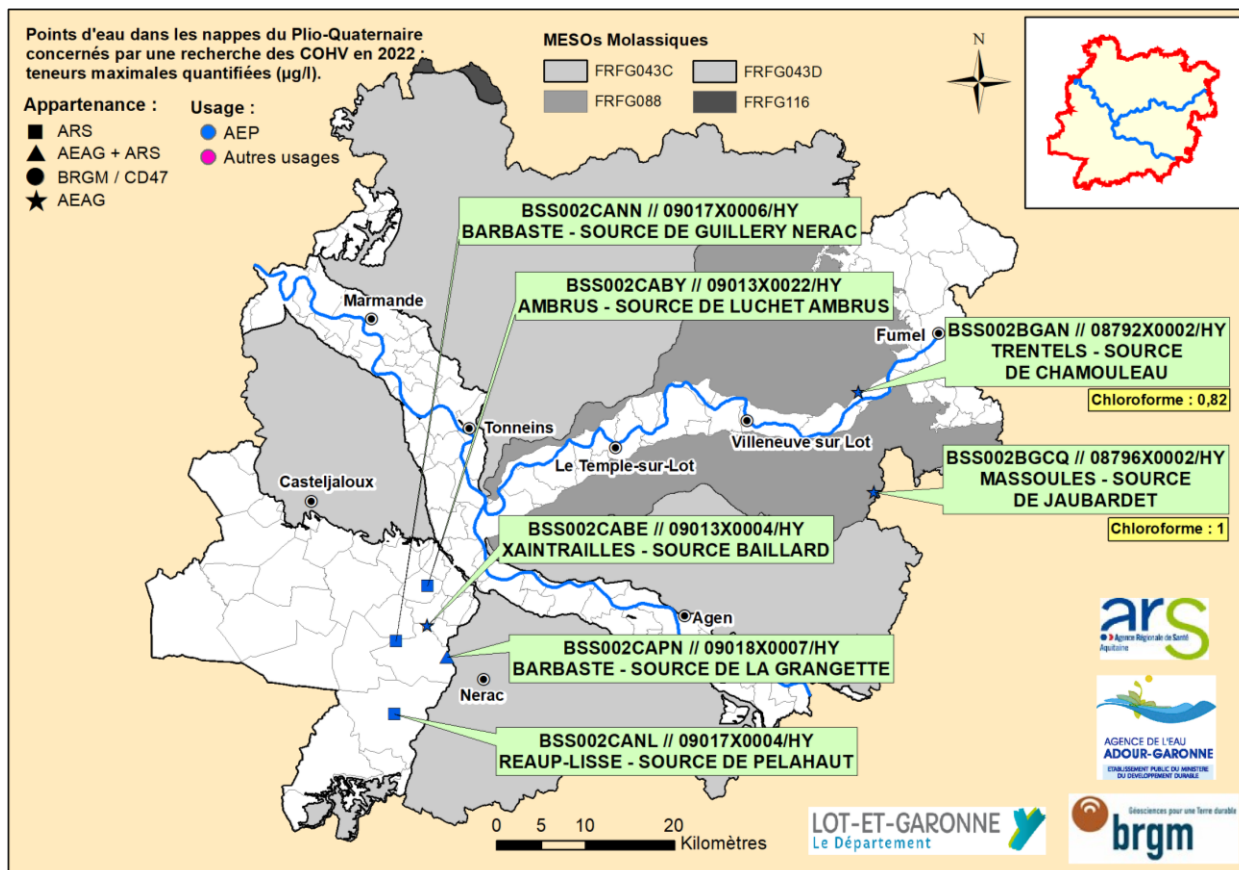 Points d'eau dans les nappes du Plio-Quaternaire
concernés par une recherche des COHV en 2022 :
teneurs maximales quantifiées (µg/l).
Appartenance :
ARS
AEAG + ARS
BRGM / CD47
AEAG
Usage :
AEP
Autres usages
MESOs Molassiques
FRFG043C
FRFG043D
FRFG088
FRFG116
N
BSS002CANN // 09017X0006/HY
BARBASTE - SOURCE DE GUILLERY NERAC
BSS002CABY // 09013X0022/HY
AMBRUS - SOURCE DE LUCHET AMBRUS
Marmande
Fumel
BSS002BGAN // 08792X0002/HY
TRENTELS - SOURCE
DE CHAMOULEAU
Chloroforme : 0,82
Tonneins
Villeneuve sur Lot
Le Temple-sur-Lot
BSS002BGCQ // 08796X0002/HY
MASSOULES - SOURCE
DE JAUBARDET
Chloroforme : 1
Casteljaloux
BSS002CABE // 09013X0004/HY
XAINTRAILLES - SOURCE BAILLARD
Agen
BSS002CAPN // 09018X0007/HY
BARBASTE - SOURCE DE LA GRANGETTE
Nerac
BSS002CANL // 09017X0004/HY
REAUP-LISSE - SOURCE DE PELAHAUT
0 5 10 20
Kilomètres
ars
Agence Régionale de Santé
Aquitaine
AGENCE DE L'EAU
ADOUR-GARONNE
ETABLISSEMENT PUBLIC DU MINISTERE
DU DEVELOPPEMENT DURABLE
LOT-ET-GARONNE
Le Département
Géosciences pour une Terre durable
brgm